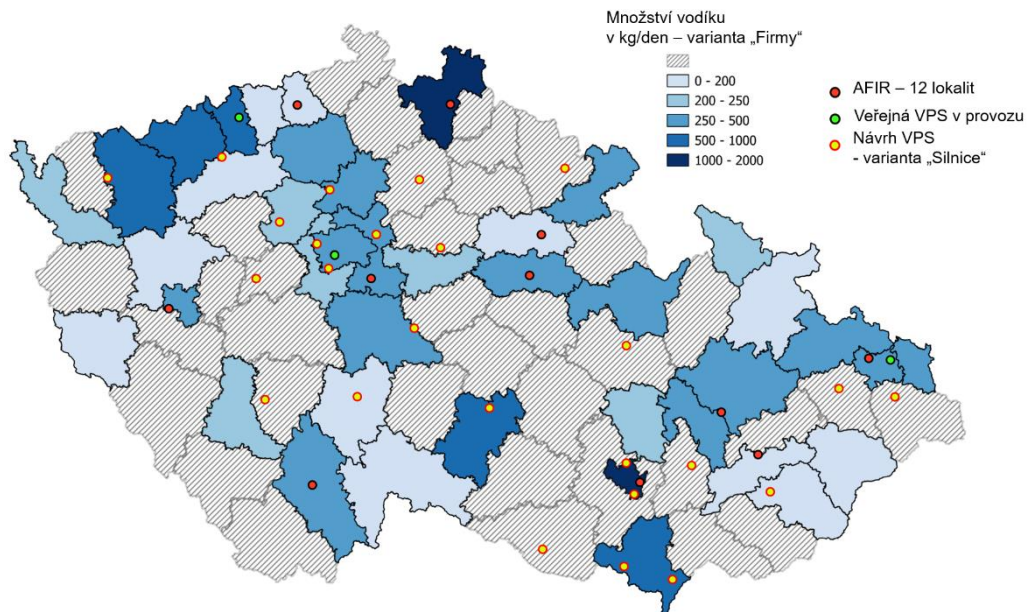 Množství vodíku
v kg/den – varianta „Firmy“
0 - 200
200 - 250
250 - 500
500 - 1000
1000 - 2000
AFIR – 12 lokalit
Veřejná VPS v provozu
Návrh VPS
- varianta „Silnice“